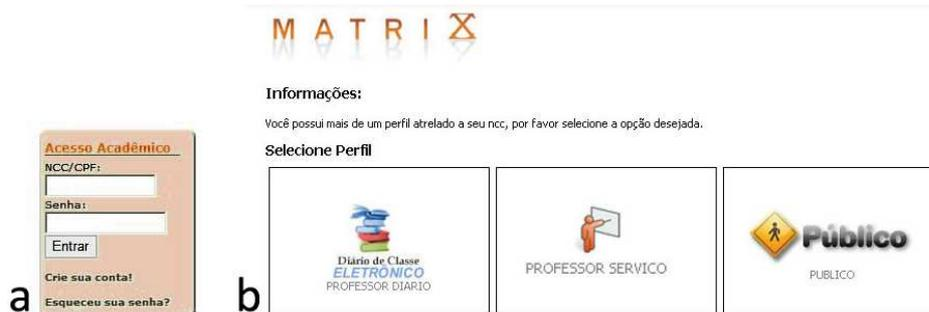 Acesso Acadêmico
NCC/CPF:
Senha:
Entrar
Crie sua conta!
Esqueceu sua senha?
a
MATRIX
Informações:
Você possui mais de um perfil atrelado a seu ncc, por favor selecione a opção desejada.
Selecione Perfil
Diário de Classe
ELETRÔNICO
PROFESSOR DIARIO
PROFESSOR SERVICO
Público
PUBLICO
b